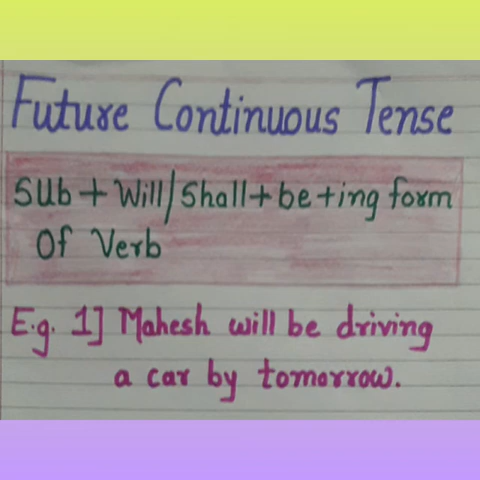 Future Continuous Tense
Sub + Will/Shall + be + ing form
Of Verb
E.g. 1] Mahesh will be driving
a car by tomorrow.